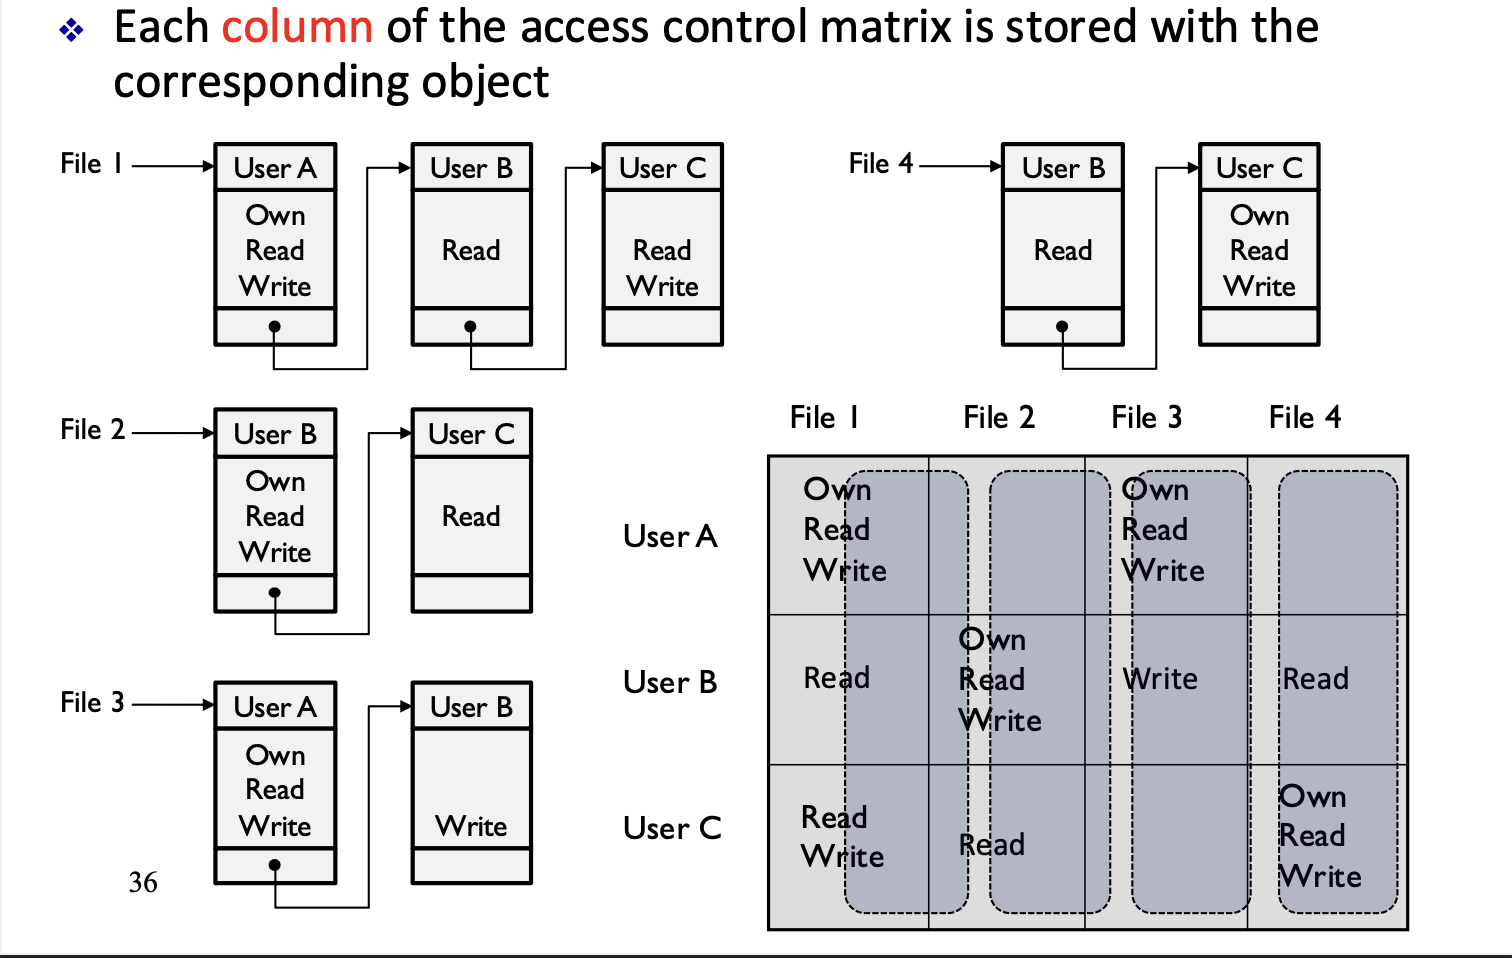 Each column of the access control matrix is stored with the
corresponding object
File 1
User A
Own
Read
Write
User B
Read
User C
Read
Write
File 4
User B
Read
User C
Own
Read
Write
File 2
User B
Own
Read
Write
User C
Read
File 3
User A
Own
Read
Write
User B
Write
File 1 File 2 File 3 File 4
User A
Own
Read
Write
Own
Read
Write
User B
Read
Own
Read
Write
Write
Read
User C
Read
Write
Read
Own
Read
Write
36